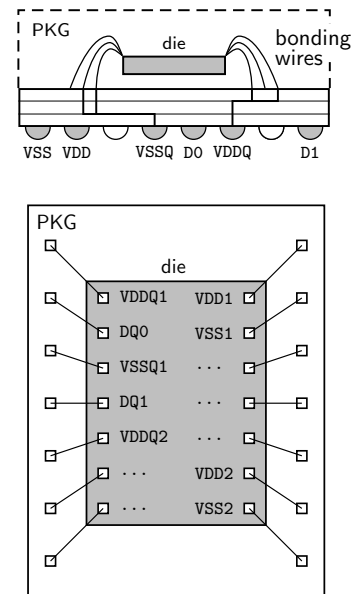 PKG
die
bonding
wires
VSS VDD VSSQ D0 VDDQ D1
PKG
die
VDDQ1 VDD1
DQ0 VSS1
VSSQ1 ...
DQ1 ...
VDDQ2 ...
... VDD2
... VSS2